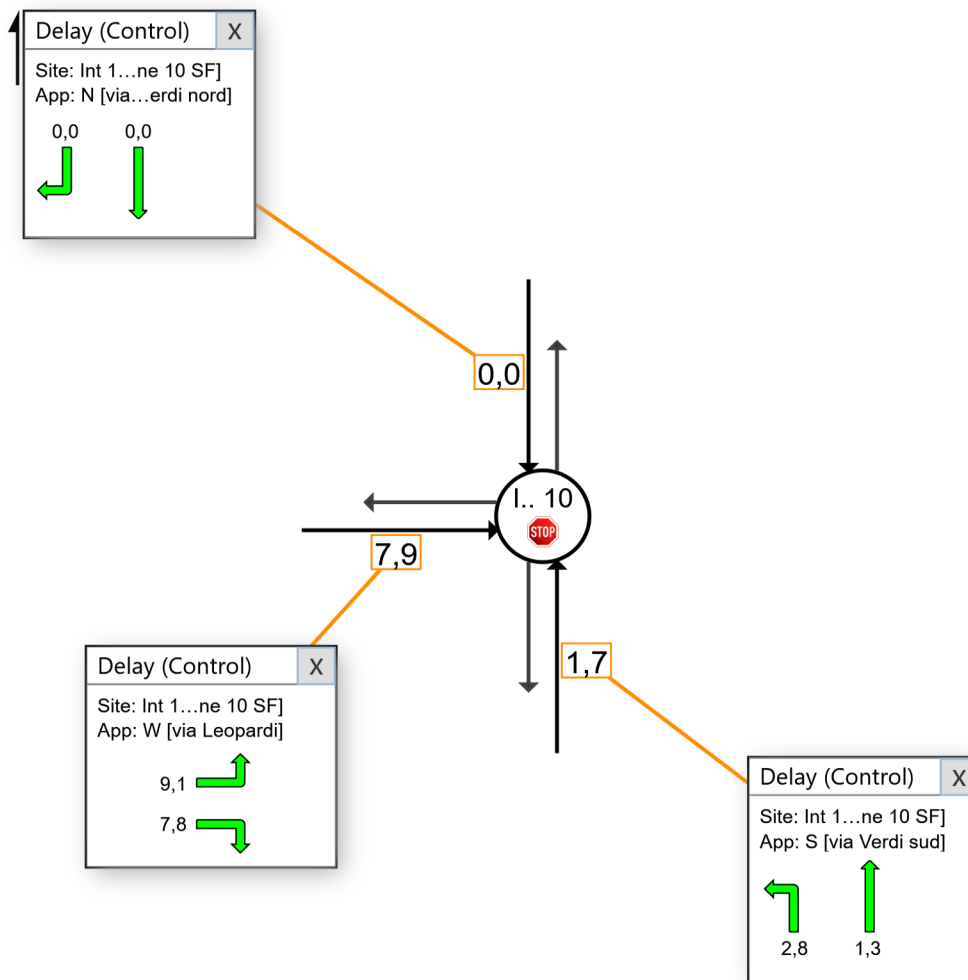 Delay (Control) X
Site: Int 1...ne 10 SF]
App: N [via...erdi nord]
0,0 0,0
0,0
I.. 10
STOP
7,9
1,7
Delay (Control) X
Site: Int 1...ne 10 SF]
App: W [via Leopardi]
9,1
7,8
Delay (Control) X
Site: Int 1...ne 10 SF]
App: S [via Verdi sud]
2,8 1,3